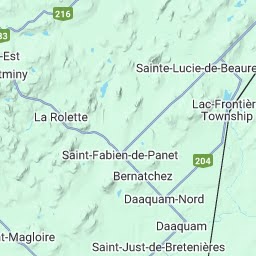 216
Sainte-Lucie-de-Beaure
-Est
tminy
Lac-Frontièr
Township
La Rolette
Saint-Fabien-de-Panet
204
Bernatchez
Daaquam-Nord
Daaquam
t-Magloire
Saint-Just-de-Bretenières